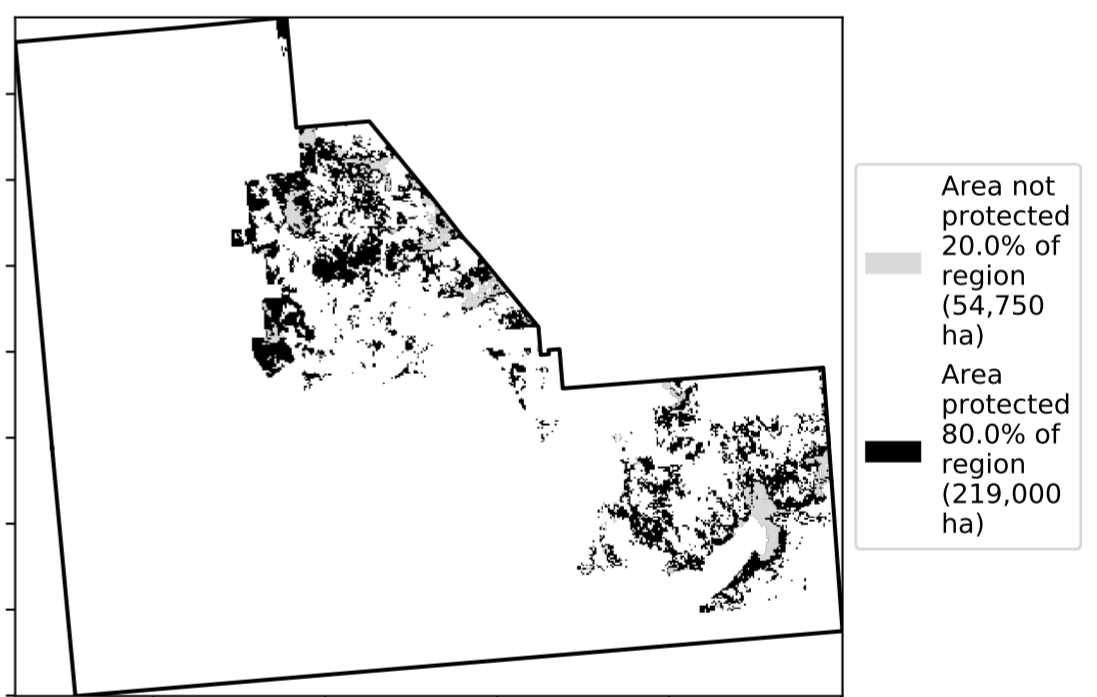 Area not
protected
20.0% of
region
(54,750
ha)
Area
protected
80.0% of
region
(219,000
ha)